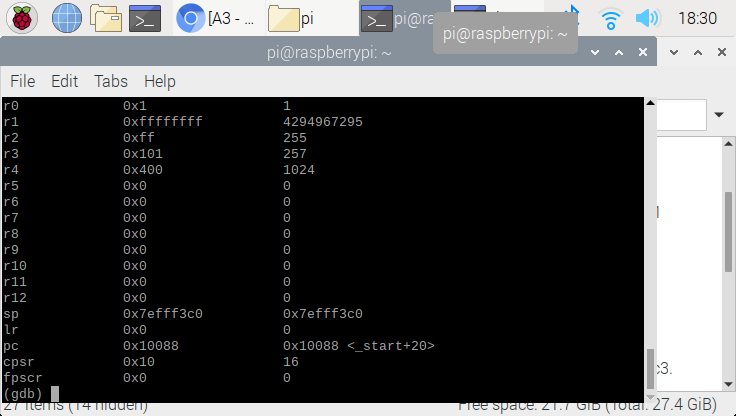 [A3 -
pi
pi@ra
18:30
pi@raspberrypi: ~
pi@raspberrypi: ~
File Edit Tabs Help
r0 0x1 1
r1 0xffffffff 4294967295
r2 0xff 255
r3 0x101 257
r4 0x400 1024
r5 0x0 0
r6 0x0 0
r7 0x0 0
r8 0x0 0
r9 0x0 0
r10 0x0 0
r11 0x0 0
r12 0x0 0
sp 0x7efff3c0 0x7efff3c0
lr 0x0 0
pc 0x10088 0x10088 <_start+20>
cpsr 0x10 16
fpscr 0x0 0
(gdb)
c3.
27 items (14 hidden) Free space: 21.7 GiB (Total: 27.4 GiB)